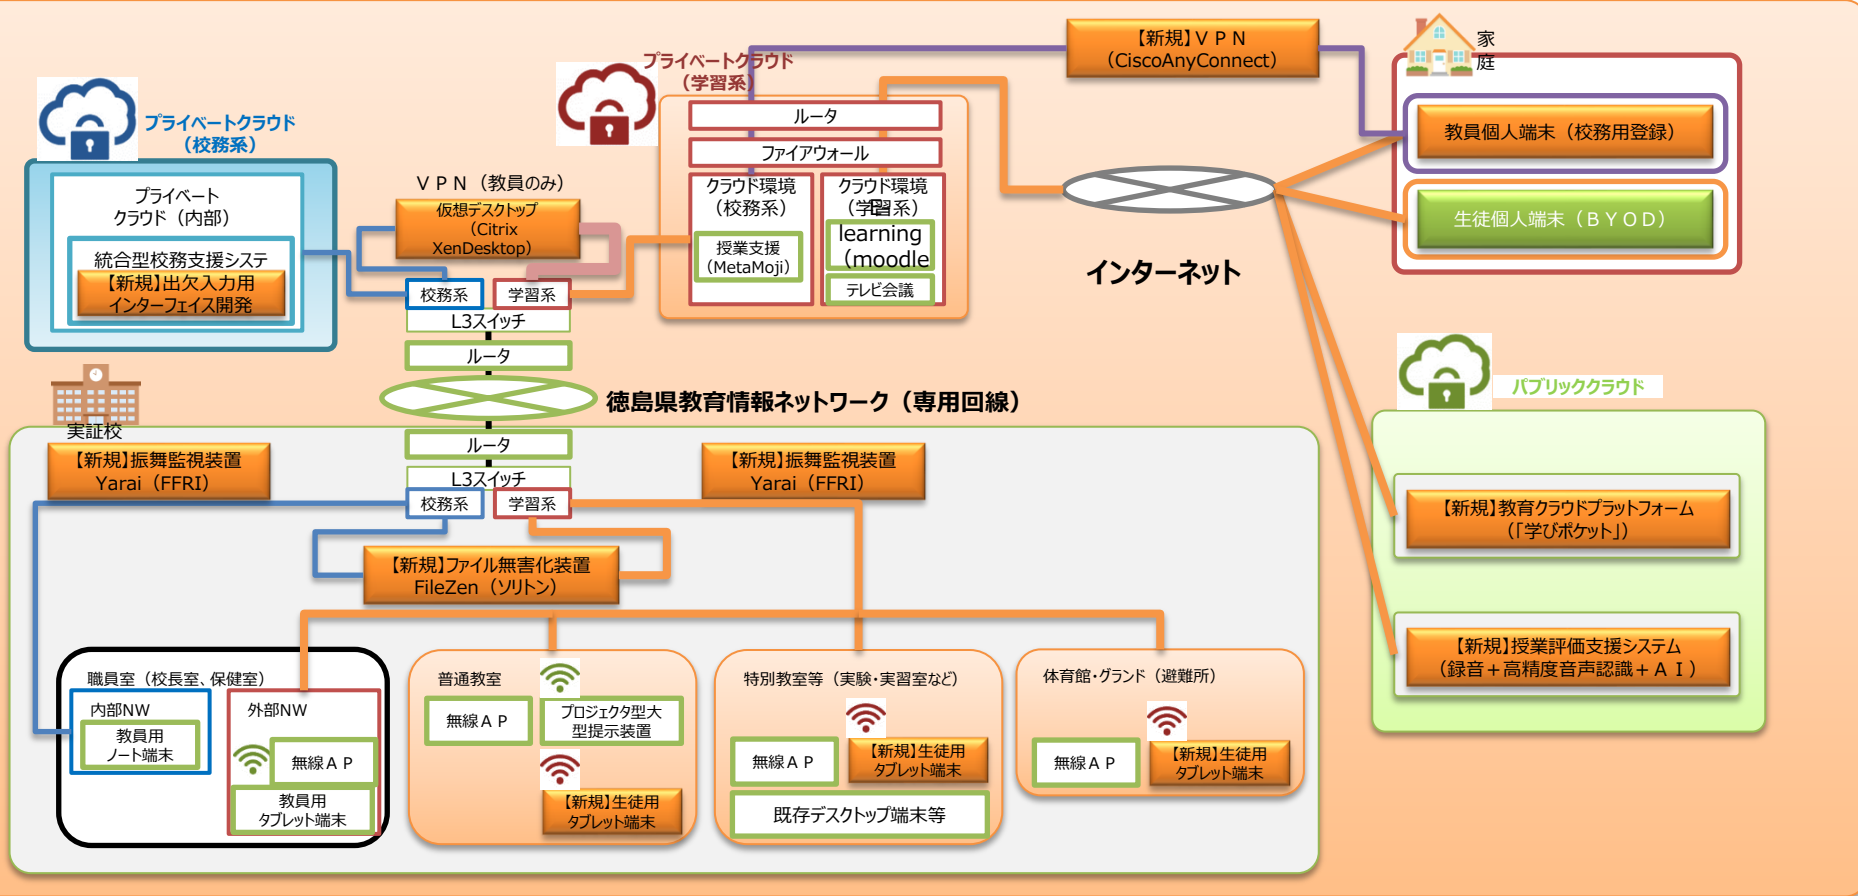 【新規】ＶＰＮ
（CiscoAnyConnect）
家
庭
教員個人端末（校務用登録）
生徒個人端末（ＢＹＯＤ）
プライベートクラウド
（学習系）
ルータ
ファイアウォール
クラウド環境
（校務系）
授業支援
（MetaMoji）
クラウド環境
（学習系）
E-
learning
（moodle
テレビ会議
プライベートクラウド
（校務系）
プライベート
クラウド（内部）
統合型校務支援システ
【新規】出欠入力用
インターフェイス開発
ＶＰＮ（教員のみ）
仮想デスクトップ
（Citrix
XenDesktop）
校務系
学習系
L3スイッチ
ルータ
インターネット
徳島県教育情報ネットワーク（専用回線）
パブリッククラウド
【新規】教育クラウドプラットフォーム
（「学びポケット」）
【新規】授業評価支援システム
（録音＋高精度音声認識＋ＡＩ）
実証校
【新規】振舞監視装置
Yarai（FFRI）
ルータ
L3スイッチ
校務系
学習系
【新規】振舞監視装置
Yarai（FFRI）
【新規】ファイル無害化装置
FileZen（ソリトン）
職員室（校長室、保健室）
内部NW
教員用
ノート端末
外部NW
無線ＡＰ
教員用
タブレット端末
普通教室
無線ＡＰ
プロジェクタ型大
型提示装置
【新規】生徒用
タブレット端末
特別教室等（実験・実習室など）
無線ＡＰ
【新規】生徒用
タブレット端末
既存デスクトップ端末等
体育館・グランド（避難所）
無線ＡＰ
【新規】生徒用
タブレット端末